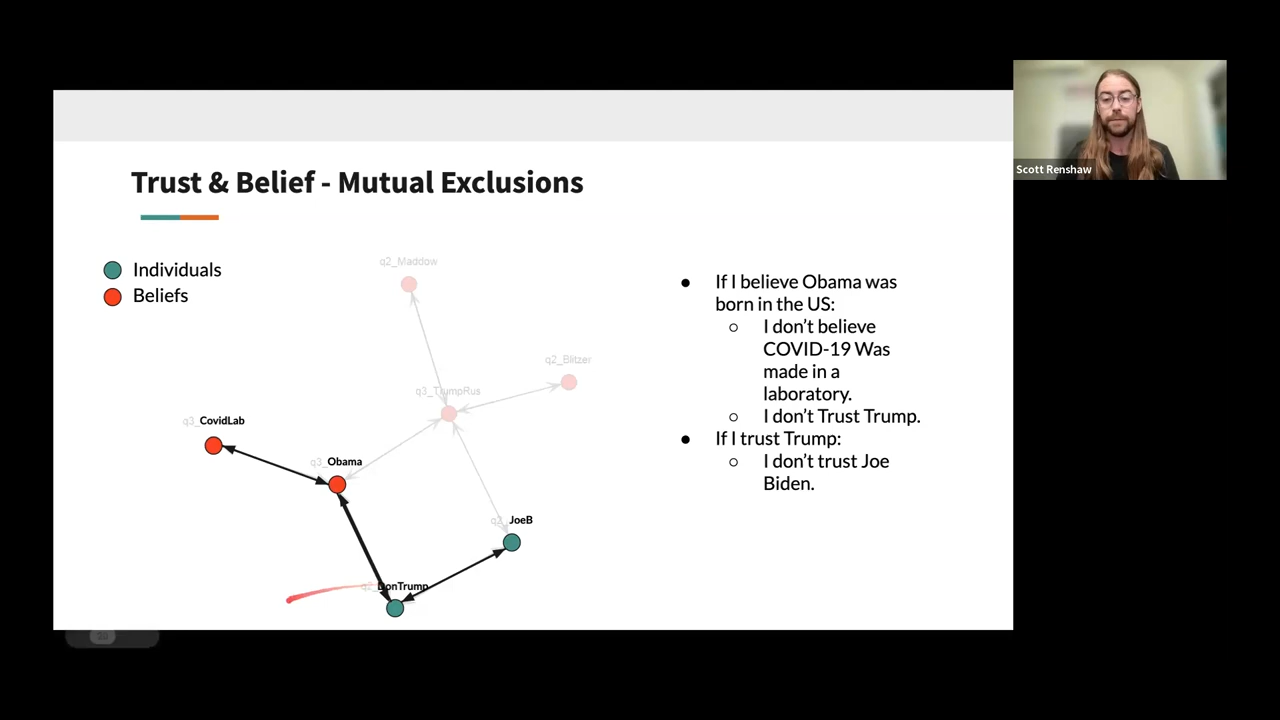 Scott Renshaw
Trust & Belief - Mutual Exclusions
Individuals
Beliefs
q2_Maddow
q2_Blitzer
q3_TrumpRus
q3_CovidLab
q3_Obama
q2_JoeB
q2_DonTrump
● If I believe Obama was
born in the US:
○ I don’t believe
COVID-19 Was
made in a
laboratory.
○ I don’t Trust Trump.
● If I trust Trump:
○ I don’t trust Joe
Biden.